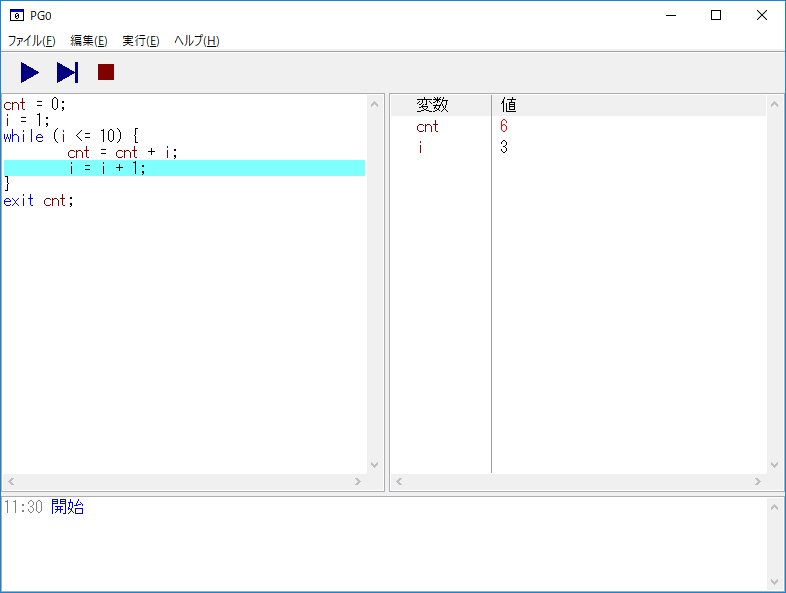 PG0
ファイル(F) 編集(E) 実行(E) ヘルプ(H)
cnt = 0;
i = 1;
while (i <= 10) {
cnt = cnt + i;
i = i + 1;
}
exit cnt;
変数 値
cnt 6
i 3
11:30 開始